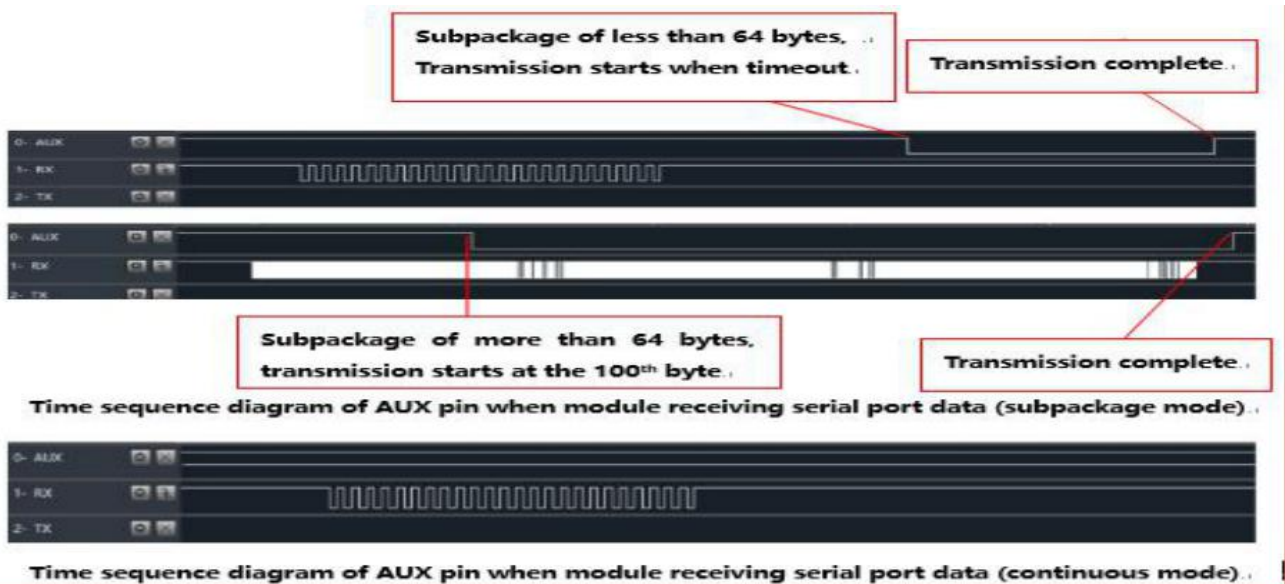 Subpackage of less than 64 bytes,
Transmission starts when timeout.
Transmission complete.
0- AUX
1- RX
2- TX
0- AUX
1- RX
2- TX
Subpackage of more than 64 bytes,
transmission starts at the 100th byte.
Transmission complete.
Time sequence diagram of AUX pin when module receiving serial port data (subpackage mode).
0- AUX
1- RX
2- TX
Time sequence diagram of AUX pin when module receiving serial port data (continuous mode).